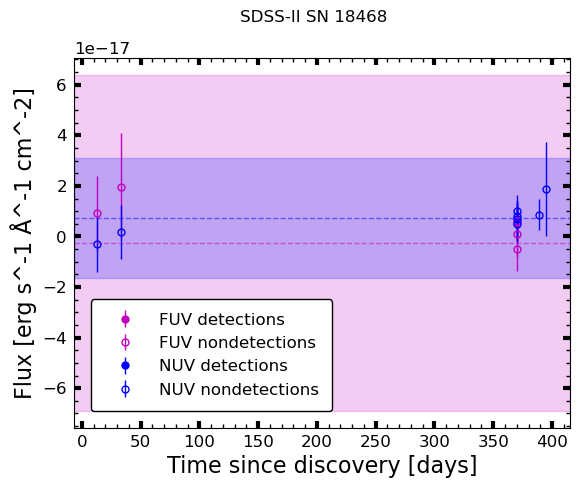 SDSS-II SN 18468
1e−17
6
4
2
0
−2
−4
−6
Flux [erg s^-1 Å^-1 cm^-2]
FUV detections
FUV nondetections
NUV detections
NUV nondetections
0 50 100 150 200 250 300 350 400
Time since discovery [days]